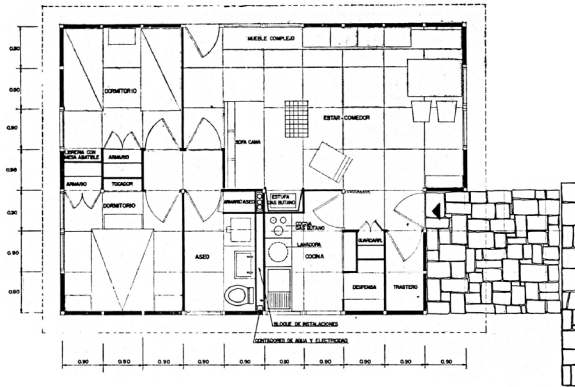 MUEBLE COMPLEJO
DORMITORIO
ESTAR-COMEDOR
SOFA CAMA
LIBRERIA CON
MESA ABATIBLE
ARMARIO
ARMARIO
TOCADOR
DORMITORIO
ARMARIO ASEO
ESTUFA
GAS BUTANO
COCINA
GAS BUTANO
LAVADORA
GUARDARR.
ASEO
COCINA
DESPENSA
TRASTERO
BLOQUE DE INSTALACIONES
CONTADORES DE AGUA Y ELECTRICIDAD
0.90
0.90
0.90
0.90
0.90
0.90
0.90
0.90 0.90 0.90 0.90 0.90 0.90 0.90 0.90 0.90 0.90